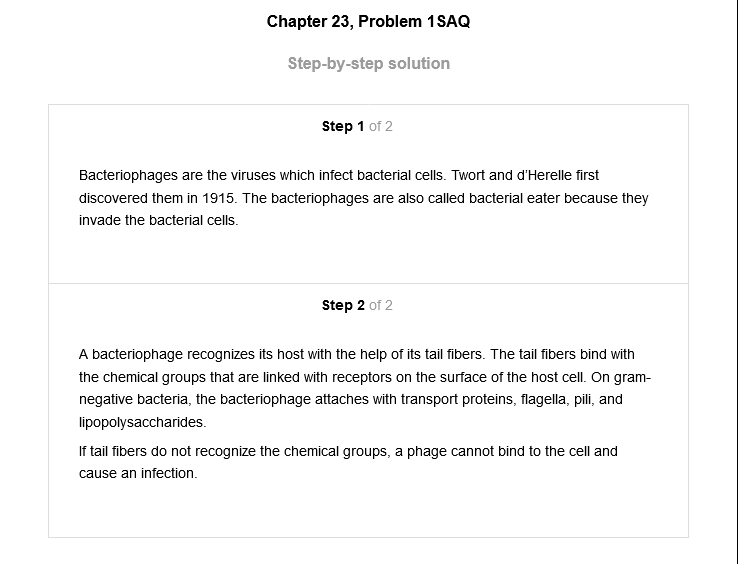 Chapter 23, Problem 1SAQ
Step-by-step solution
Step 1 of 2
Bacteriophages are the viruses which infect bacterial cells. Twort and d'Herelle first
discovered them in 1915. The bacteriophages are also called bacterial eater because they
invade the bacterial cells.
Step 2 of 2
A bacteriophage recognizes its host with the help of its tail fibers. The tail fibers bind with
the chemical groups that are linked with receptors on the surface of the host cell. On gram-
negative bacteria, the bacteriophage attaches with transport proteins, flagella, pili, and
lipopolysaccharides.
If tail fibers do not recognize the chemical groups, a phage cannot bind to the cell and
cause an infection.